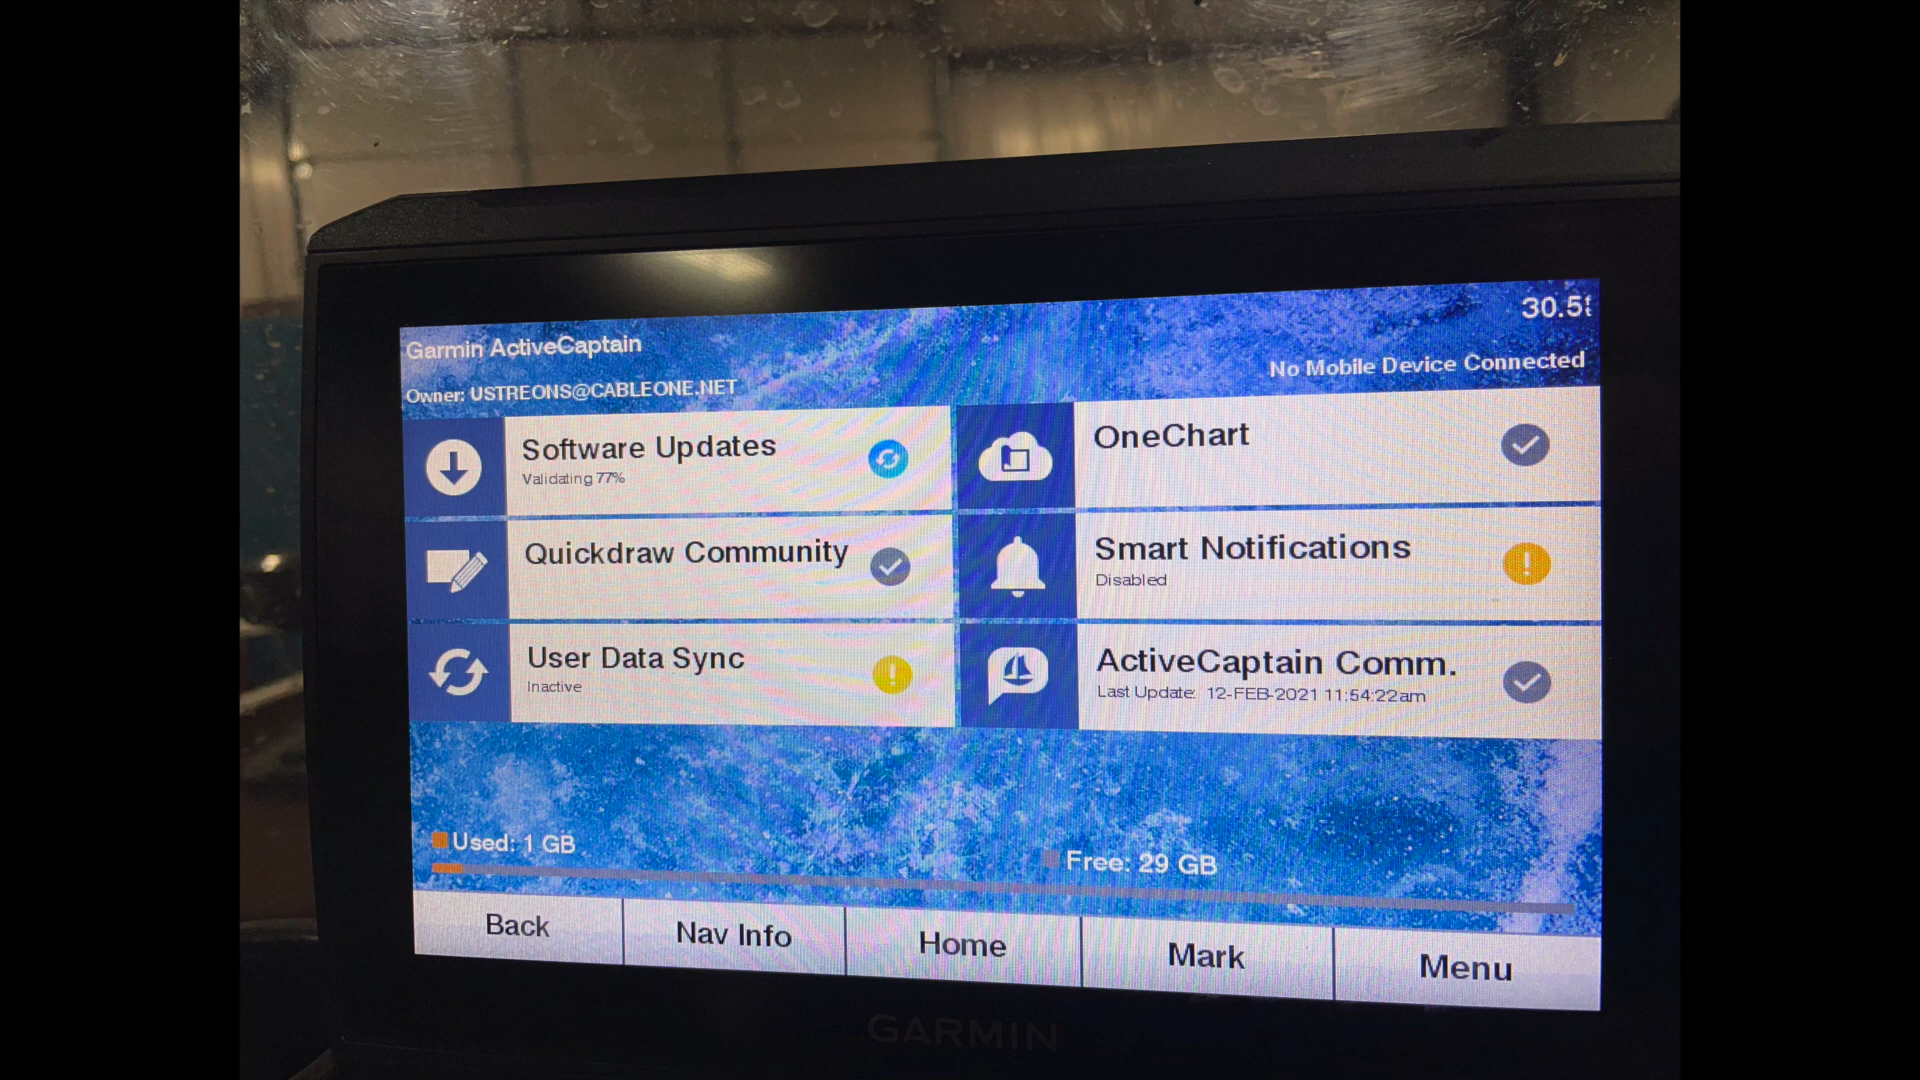 30.5
Garmin ActiveCaptain
No Mobile Device Connected
Owner: USTREONS@CABLEONE.NET
Software Updates
Validating 77%
OneChart
Quickdraw Community
Smart Notifications
Disabled
User Data Sync
Inactive
ActiveCaptain Comm.
Last Update: 12-FEB-2021 11:54:22am
Used: 1 GB
Free: 29 GB
Back
Nav Info
Home
Mark
Menu
GARMIN